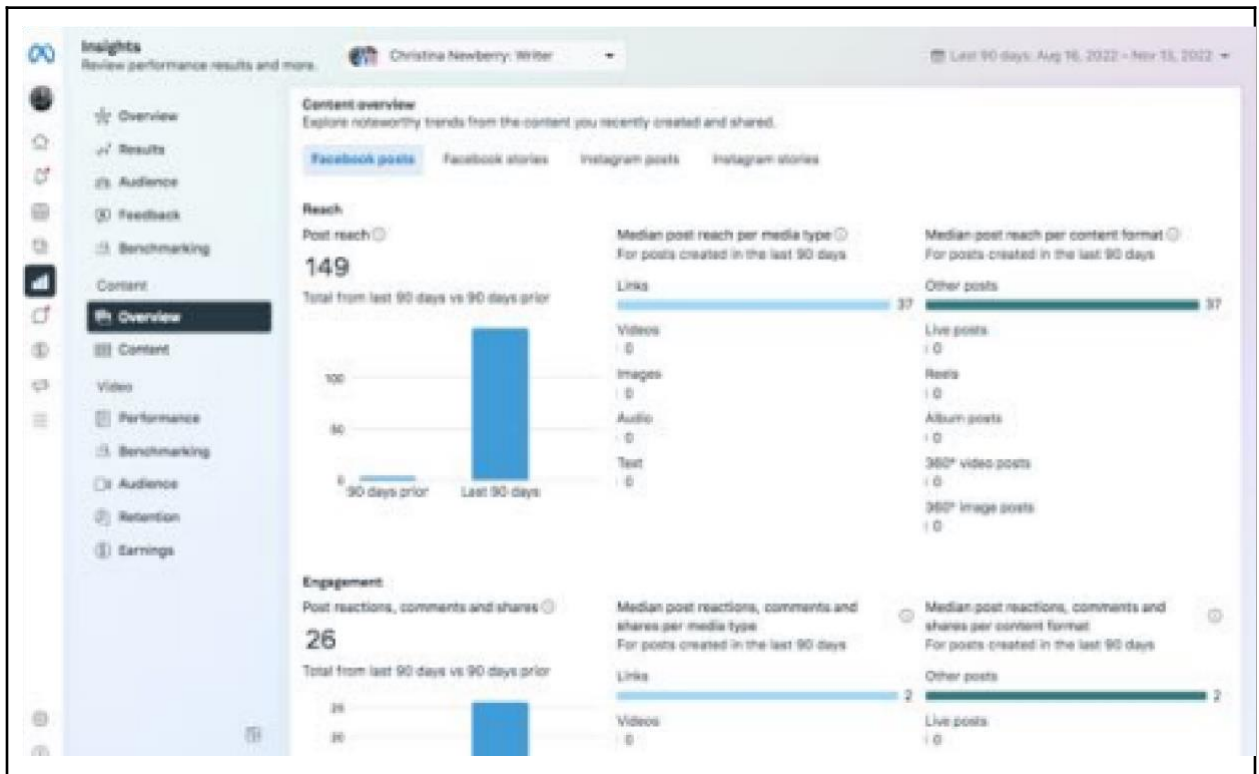 Insights
Review performance results and more.
Christina Newberry: Writer
Last 90 days: Aug 16, 2022 – Nov 13, 2022
Overview
Results
Audience
Feedback
Benchmarking
Content
Overview
Content
Video
Performance
Benchmarking
Audience
Retention
Earnings
Content overview
Explore noteworthy trends from the content you recently created and shared.
Facebook posts
Facebook stories
Instagram posts
Instagram stories
Reach
Post reach
149
Total from last 90 days vs 90 days prior
100
50
0
90 days prior
Last 90 days
Median post reach per media type
For posts created in the last 90 days
Links
37
Videos
0
Images
0
Audio
0
Text
0
Median post reach per content format
For posts created in the last 90 days
Other posts
37
Live posts
0
Reels
0
Album posts
0
360° video posts
0
360° image posts
0
Engagement
Post reactions, comments and shares
26
Total from last 90 days vs 90 days prior
25
20
Median post reactions, comments and
shares per media type
For posts created in the last 90 days
Links
2
Videos
0
Median post reactions, comments and
shares per content format
For posts created in the last 90 days
Other posts
2
Live posts
0